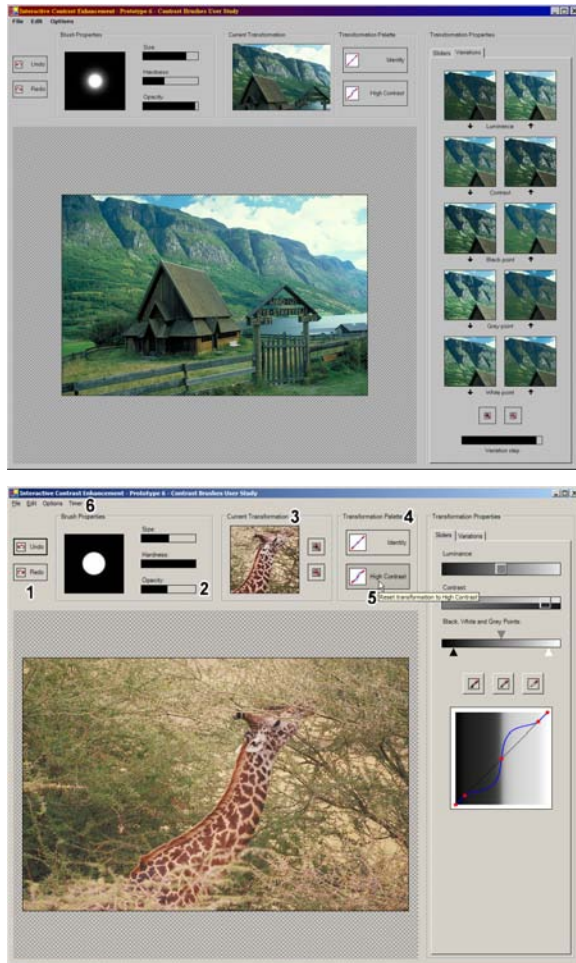 Interactive Contrast Enhancement - Prototype 6 - Contrast Brushes User Study
File Edit Options
Brush Properties
Current Transformation
Transformation Palette
Transformation Properties
Undo
Redo
Size:
Hardness:
Opacity:
Identity
High Contrast
Sliders Variations
Luminance
Contrast
Black point
Grey point
White point
Variation step
Interactive Contrast Enhancement - Prototype 6 - Contrast Brushes User Study
File Edit Options Timer
6
Brush Properties
Current Transformation
3
Transformation Palette
4
Transformation Properties
Undo
Redo
1
Size:
Hardness:
Opacity:
2
Identity
High Contrast
5
Reset transformation to High Contrast
Sliders Variations
Luminance:
Contrast:
Black, White and Grey Points: